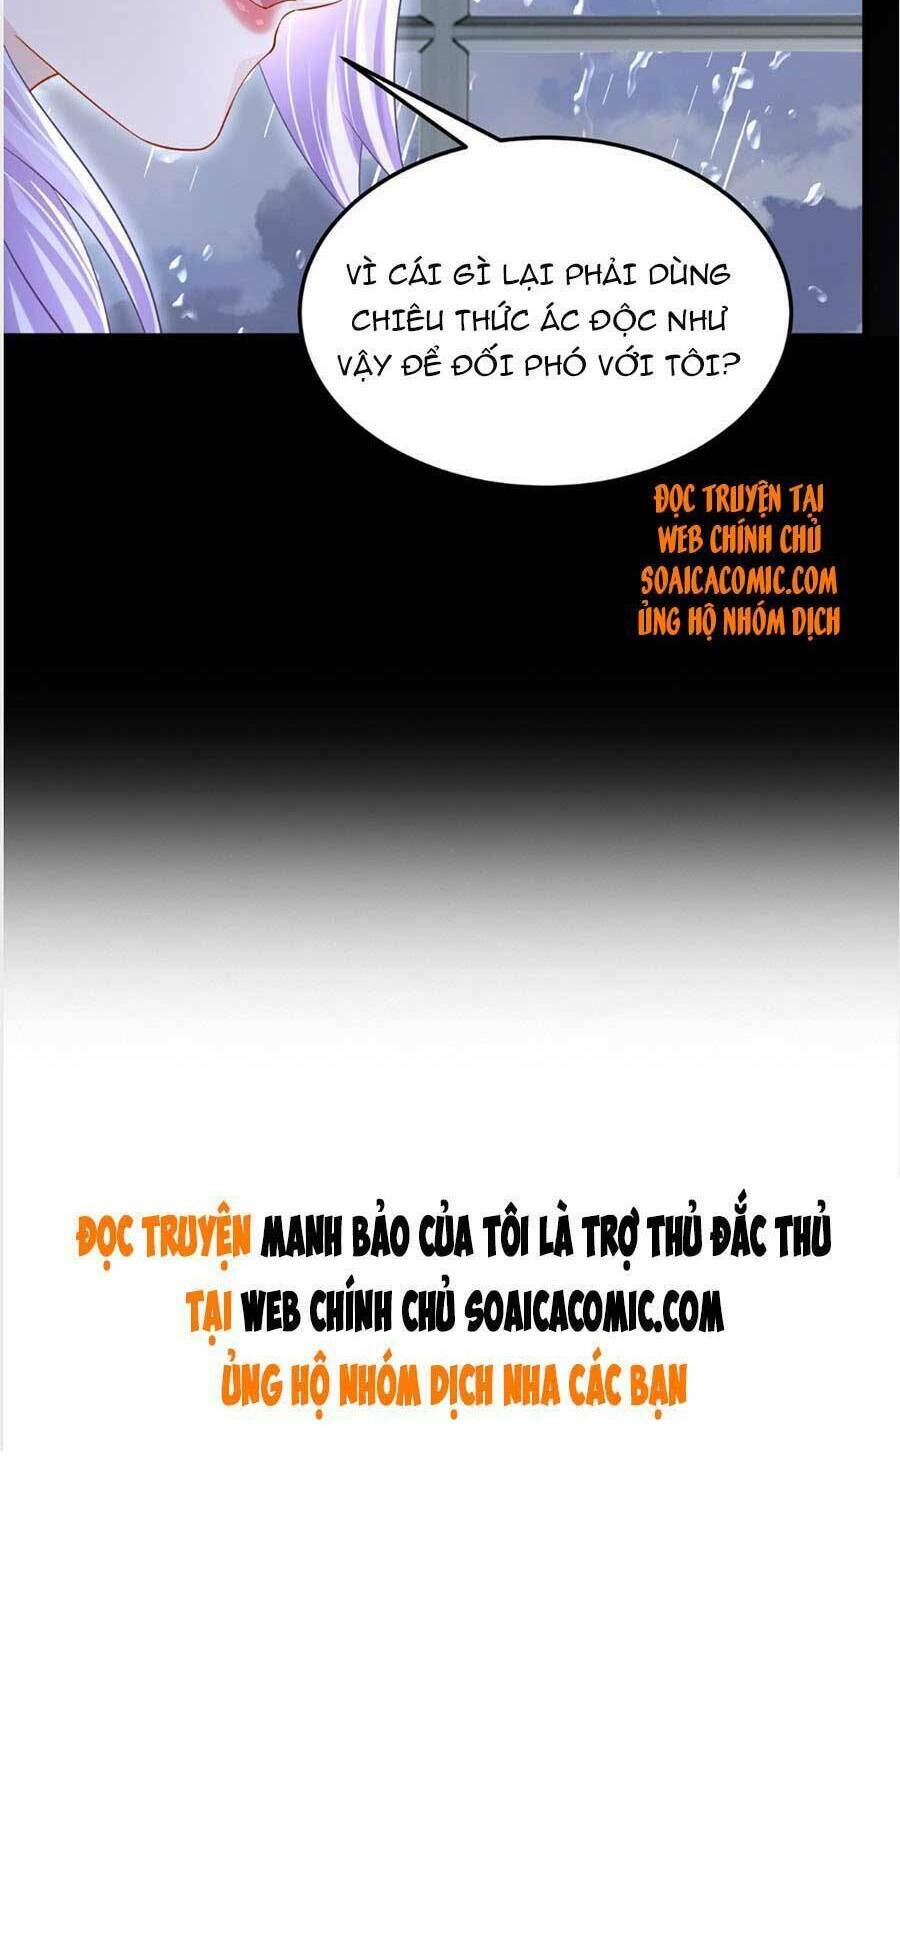 VÌ CÁI GÌ LẠI PHẢI DÙNG
CHIÊU THỨC ÁC ĐỘC NHƯ
VẬY ĐỂ ĐỐI PHÓ VỚI TÔI?
ĐỌC TRUYỆN TẠI
WEB CHÍNH CHỦ
SOAICACOMIC.COM
ỦNG HỘ NHÓM DỊCH
ĐỌC TRUYỆN MANH BẢO CỦA TÔI LÀ TRỢ THỦ ĐẮC THỦ
TẠI WEB CHÍNH CHỦ SOAICACOMIC.COM
ỦNG HỘ NHÓM DỊCH NHA CÁC BẠN